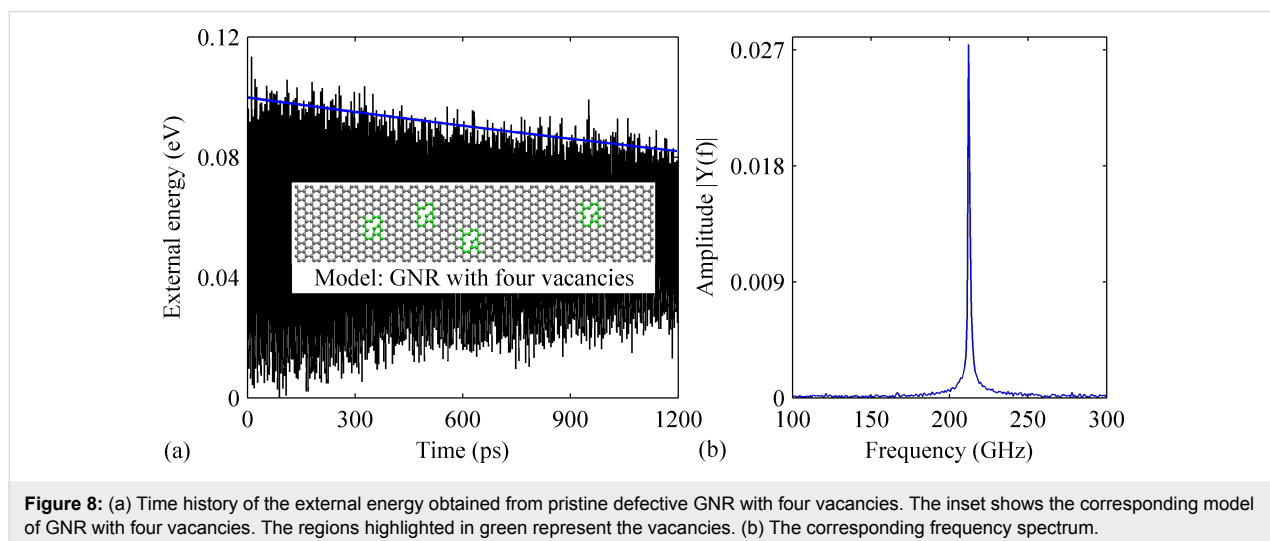 0.12
0.08
0.04
0
External energy (eV)
Model: GNR with four vacancies
0
300
600
900
1200
Time (ps)
(a)
0.027
0.018
0.009
0
Amplitude |Y(f)|
100
150
200
250
300
Frequency (GHz)
(b)
Figure 8: (a) Time history of the external energy obtained from pristine defective GNR with four vacancies. The inset shows the corresponding model
of GNR with four vacancies. The regions highlighted in green represent the vacancies. (b) The corresponding frequency spectrum.